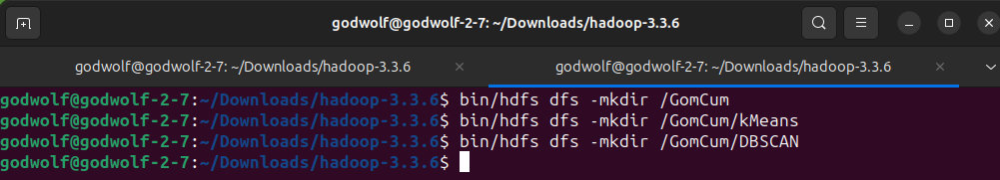 godwolf@godwolf-2-7: ~/Downloads/hadoop-3.3.6
godwolf@godwolf-2-7: ~/Downloads/hadoop-3.3.6 × godwolf@godwolf-2-7: ~/Downloads/hadoop-3.3.6 ×
godwolf@godwolf-2-7:~/Downloads/hadoop-3.3.6$ bin/hdfs dfs -mkdir /GomCum
godwolf@godwolf-2-7:~/Downloads/hadoop-3.3.6$ bin/hdfs dfs -mkdir /GomCum/kMeans
godwolf@godwolf-2-7:~/Downloads/hadoop-3.3.6$ bin/hdfs dfs -mkdir /GomCum/DBSCAN
godwolf@godwolf-2-7:~/Downloads/hadoop-3.3.6$